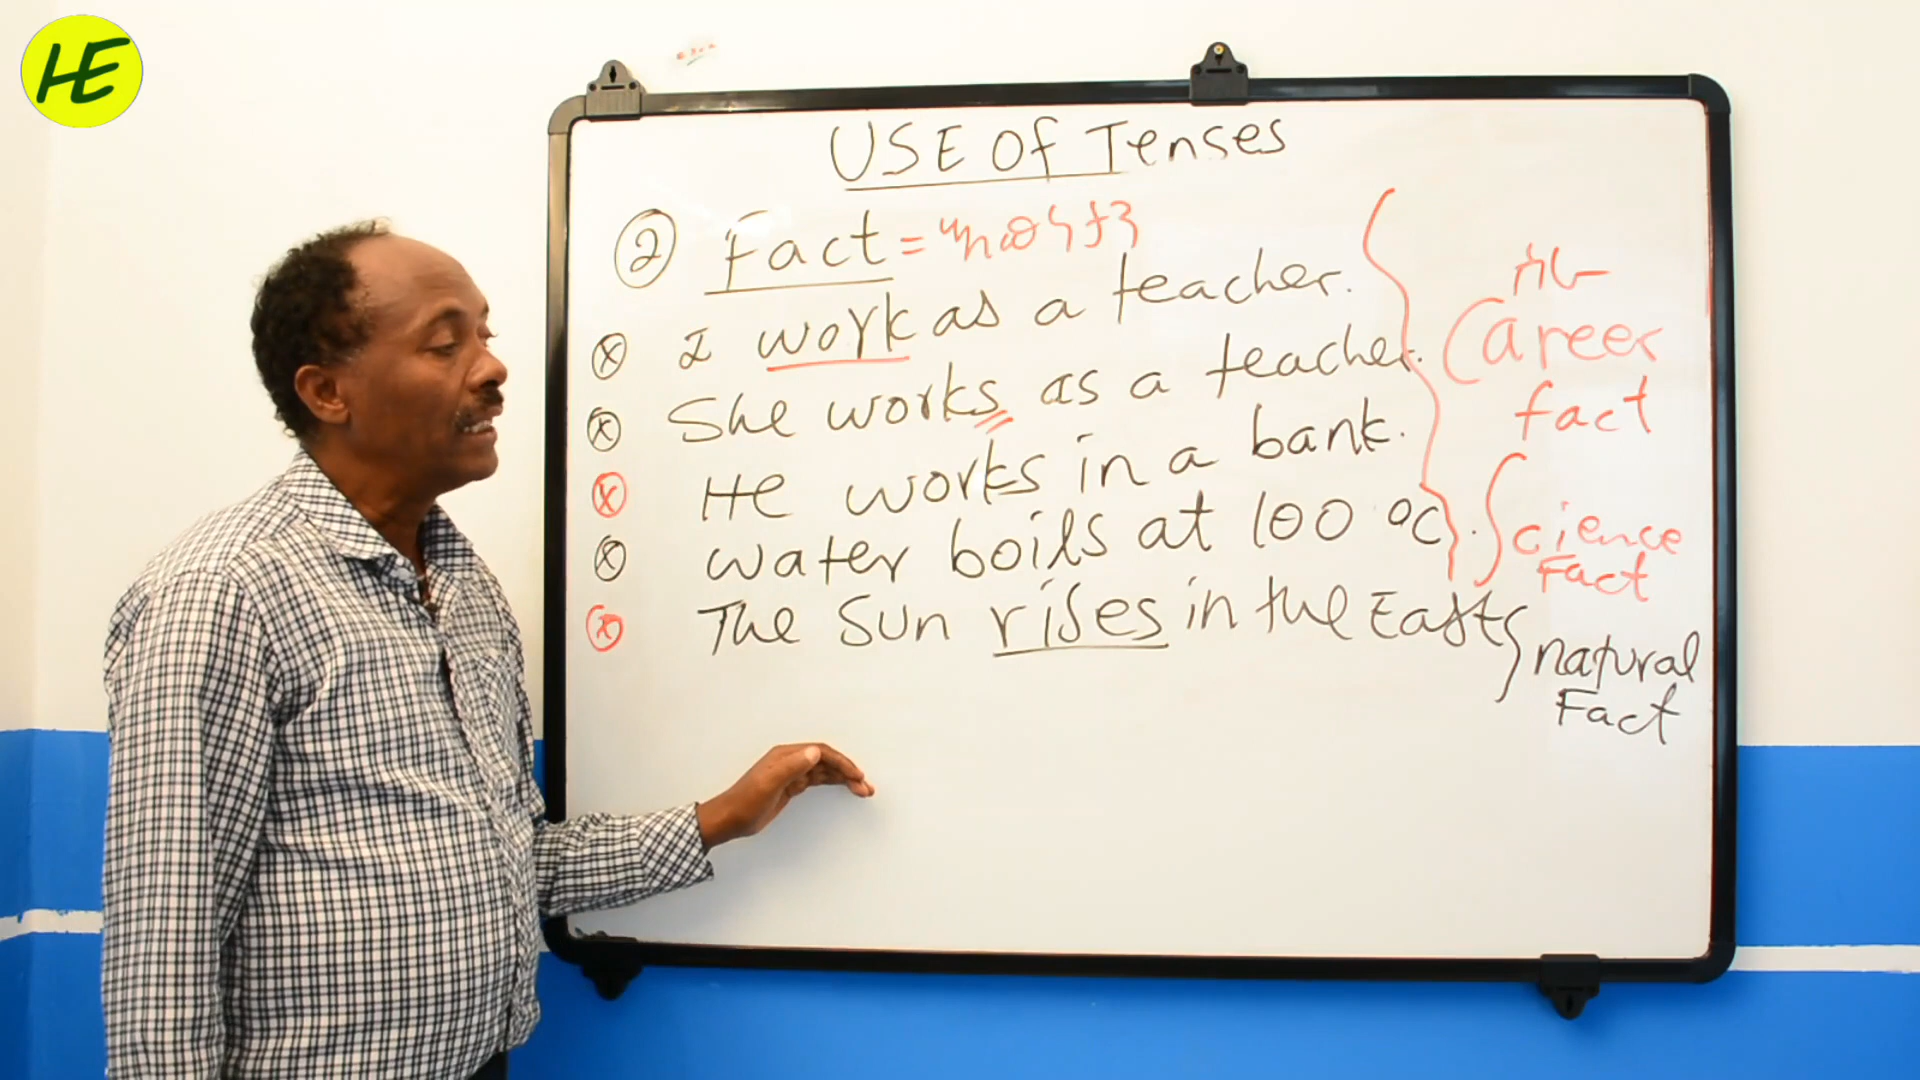 HE
USE Of Tenses
② Fact =
I work as a teacher.
She works as a teacher.
He works in a bank.
water boils at 100 °C.
The Sun rises in the East
Career
fact
Science
Fact
natural
Fact